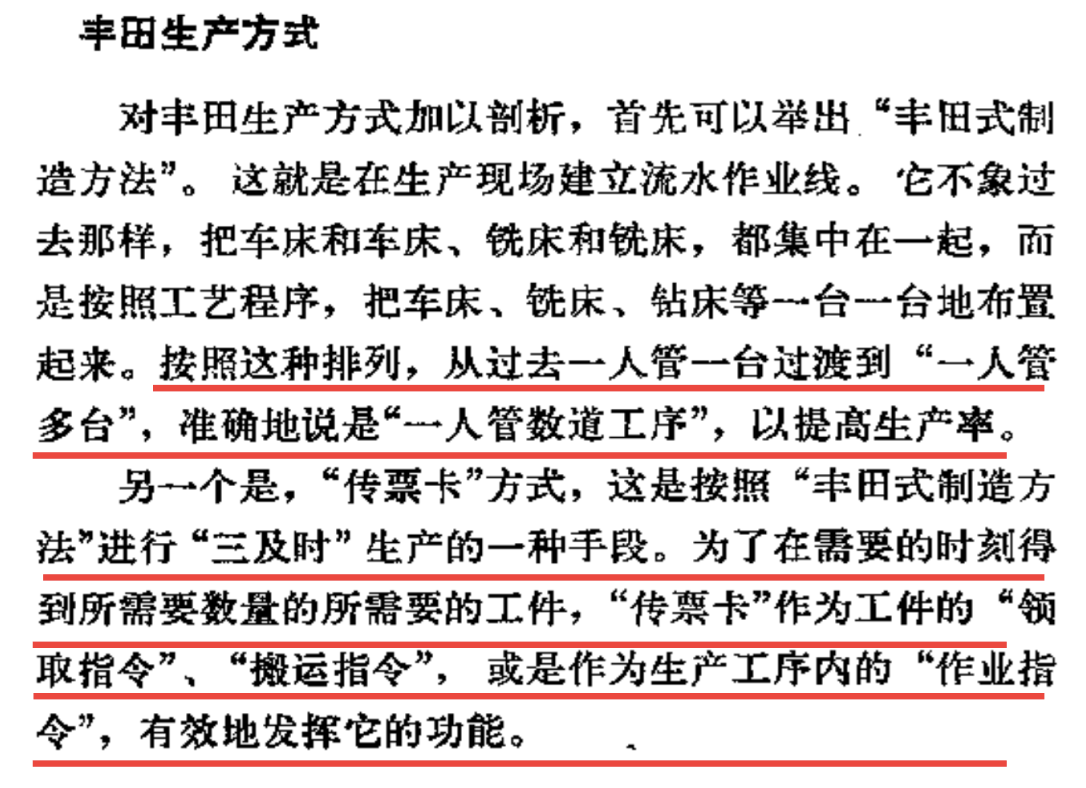 丰田生产方式
对丰田生产方式加以剖析，首先可以举出“丰田式制
造方法”。这就是在生产现场建立流水作业线。它不象过
去那样，把车床和车床、铣床和铣床，都集中在一起，而
是按照工艺程序，把车床、铣床、钻床等一台一台地布置
起来。按照这种排列，从过去一人管一台过渡到“一人管
多台”，准确地说是“一人管数道工序”，以提高生产率。
另一个是，“传票卡”方式，这是按照“丰田式制造方
法”进行“三及时”生产的一种手段。为了在需要的时刻得
到所需要数量的所需要的工件，“传票卡”作为工件的“领
取指令”、“搬运指令”，或是作为生产工序内的“作业指
令”，有效地发挥它的功能。